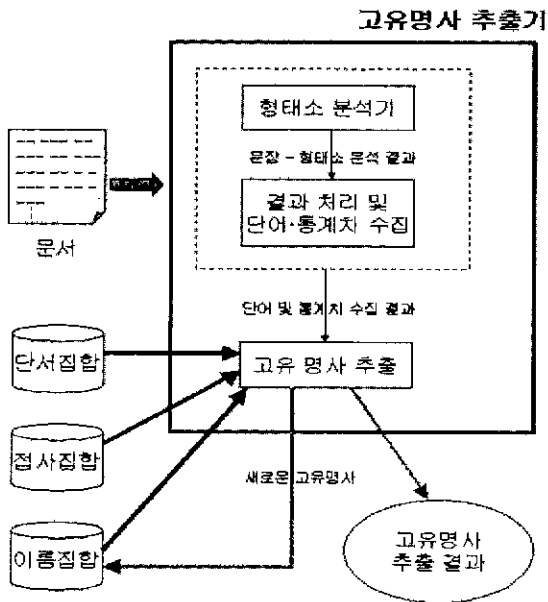 고유명사 추출기
형태소 분석기
문장 - 형태소 분석 결과
결과 처리 및
단어·통계치 수집
문서
단어 및 통계치 수집 결과
단서집합
고유 명사 추출
접사집합
새로운 고유명사
이름집합
고유명사
추출 결과